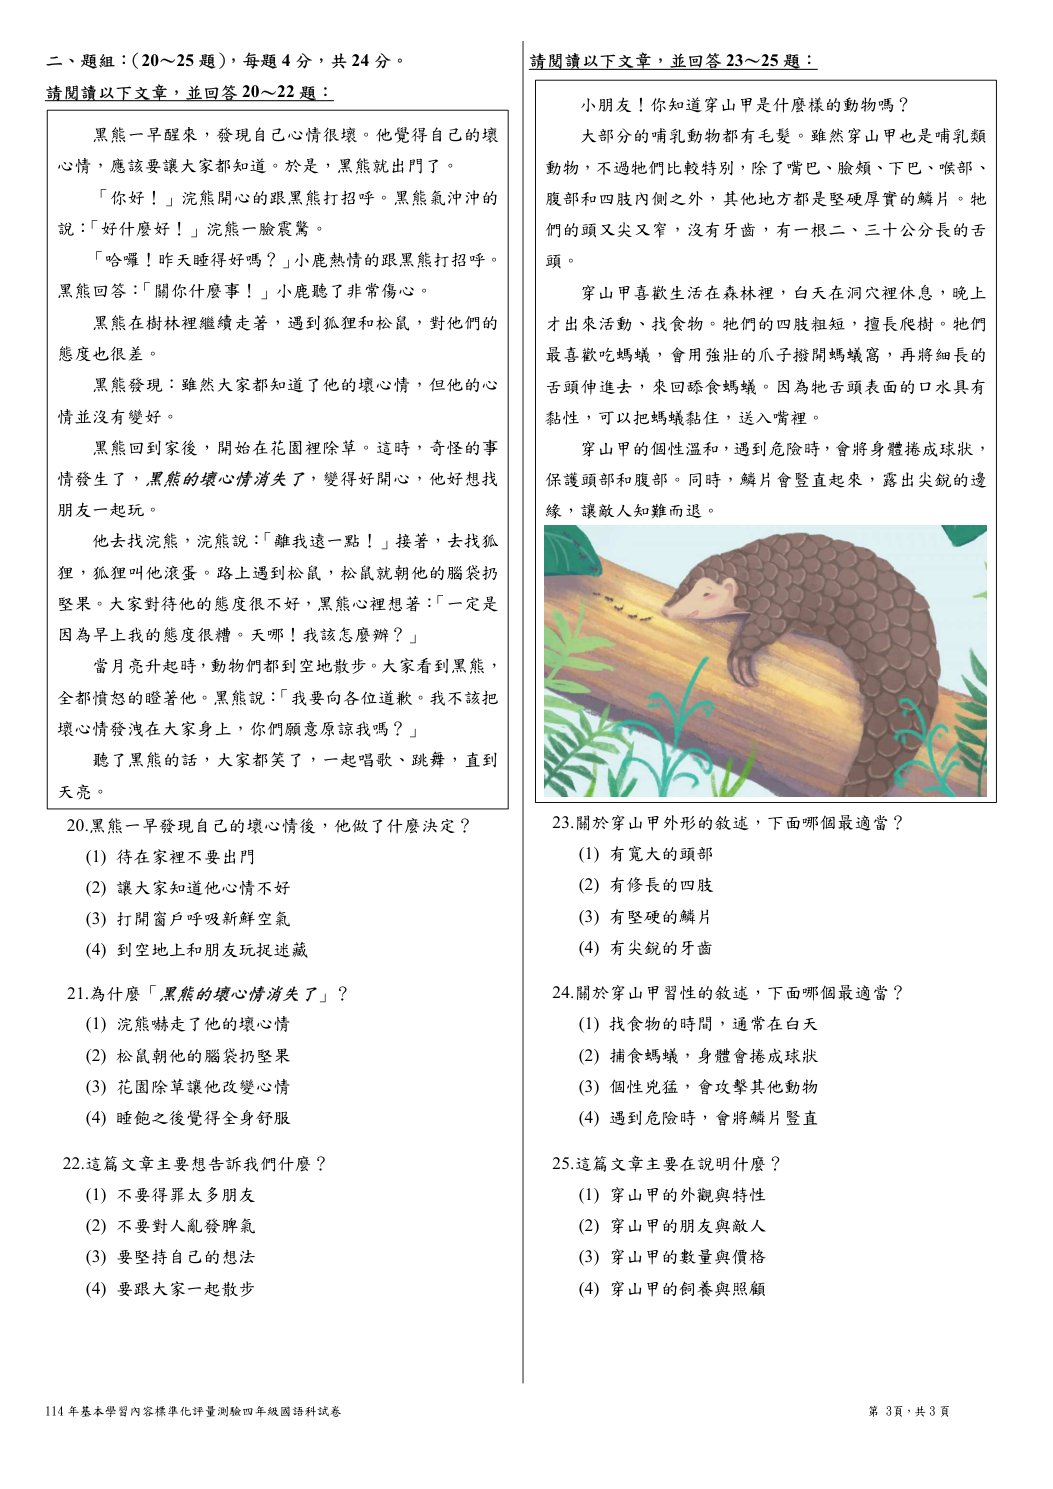 二、題組：（20～25 題），每題 4 分，共 24 分。
請閱讀以下文章，並回答 20～22 題：
黑熊一早醒來，發現自己心情很壞。他覺得自己的壞
心情，應該要讓大家都知道。於是，黑熊就出門了。
「你好！」浣熊開心的跟黑熊打招呼。黑熊氣沖沖的
說：「好什麼好！」浣熊一臉震驚。
「哈囉！昨天睡得好嗎？」小鹿熱情的跟黑熊打招呼。
黑熊回答：「關你什麼事！」小鹿聽了非常傷心。
黑熊在樹林裡繼續走著，遇到狐狸和松鼠，對他們的
態度也很差。
黑熊發現：雖然大家都知道了他的壞心情，但他的心
情並沒有變好。
黑熊回到家後，開始在花園裡除草。這時，奇怪的事
情發生了，黑熊的壞心情消失了，變得好開心，他好想找
朋友一起玩。
他去找浣熊，浣熊說：「離我遠一點！」接著，去找狐
狸，狐狸叫他滾蛋。路上遇到松鼠，松鼠就朝他的腦袋扔
堅果。大家對待他的態度很不好，黑熊心裡想著：「一定是
因為早上我的態度很糟。天哪！我該怎麼辦？」
當月亮升起時，動物們都到空地散步。大家看到黑熊，
全都憤怒的瞪著他。黑熊說：「我要向各位道歉。我不該把
壞心情發洩在大家身上，你們願意原諒我嗎？」
聽了黑熊的話，大家都笑了，一起唱歌、跳舞，直到
天亮。
20.黑熊一早發現自己的壞心情後，他做了什麼決定？
(1) 待在家裡不要出門
(2) 讓大家知道他心情不好
(3) 打開窗戶呼吸新鮮空氣
(4) 到空地上和朋友玩捉迷藏
21.為什麼「黑熊的壞心情消失了」？
(1) 浣熊嚇走了他的壞心情
(2) 松鼠朝他的腦袋扔堅果
(3) 花園除草讓他改變心情
(4) 睡飽之後覺得全身舒服
22.這篇文章主要想告訴我們什麼？
(1) 不要得罪太多朋友
(2) 不要對人亂發脾氣
(3) 要堅持自己的想法
(4) 要跟大家一起散步
請閱讀以下文章，並回答 23～25 題：
小朋友！你知道穿山甲是什麼樣的動物嗎？
大部分的哺乳動物都有毛髮。雖然穿山甲也是哺乳類
動物，不過牠們比較特別，除了嘴巴、臉頰、下巴、喉部、
腹部和四肢內側之外，其他地方都是堅硬厚實的鱗片。牠
們的頭又尖又窄，沒有牙齒，有一根二、三十公分長的舌
頭。
穿山甲喜歡生活在森林裡，白天在洞穴裡休息，晚上
才出來活動、找食物。牠們的四肢粗短，擅長爬樹。牠們
最喜歡吃螞蟻，會用強壯的爪子撥開螞蟻窩，再將細長的
舌頭伸進去，來回舔食螞蟻。因為牠舌頭表面的口水具有
黏性，可以把螞蟻黏住，送入嘴裡。
穿山甲的個性溫和，遇到危險時，會將身體捲成球狀，
保護頭部和腹部。同時，鱗片會豎直起來，露出尖銳的邊
緣，讓敵人知難而退。
23.關於穿山甲外形的敘述，下面哪個最適當？
(1) 有寬大的頭部
(2) 有修長的四肢
(3) 有堅硬的鱗片
(4) 有尖銳的牙齒
24.關於穿山甲習性的敘述，下面哪個最適當？
(1) 找食物的時間，通常在白天
(2) 捕食螞蟻，身體會捲成球狀
(3) 個性兇猛，會攻擊其他動物
(4) 遇到危險時，會將鱗片豎直
25.這篇文章主要在說明什麼？
(1) 穿山甲的外觀與特性
(2) 穿山甲的朋友與敵人
(3) 穿山甲的數量與價格
(4) 穿山甲的飼養與照顧
114 年基本學習內容標準化評量測驗四年級國語科試卷
第 3頁，共 3 頁